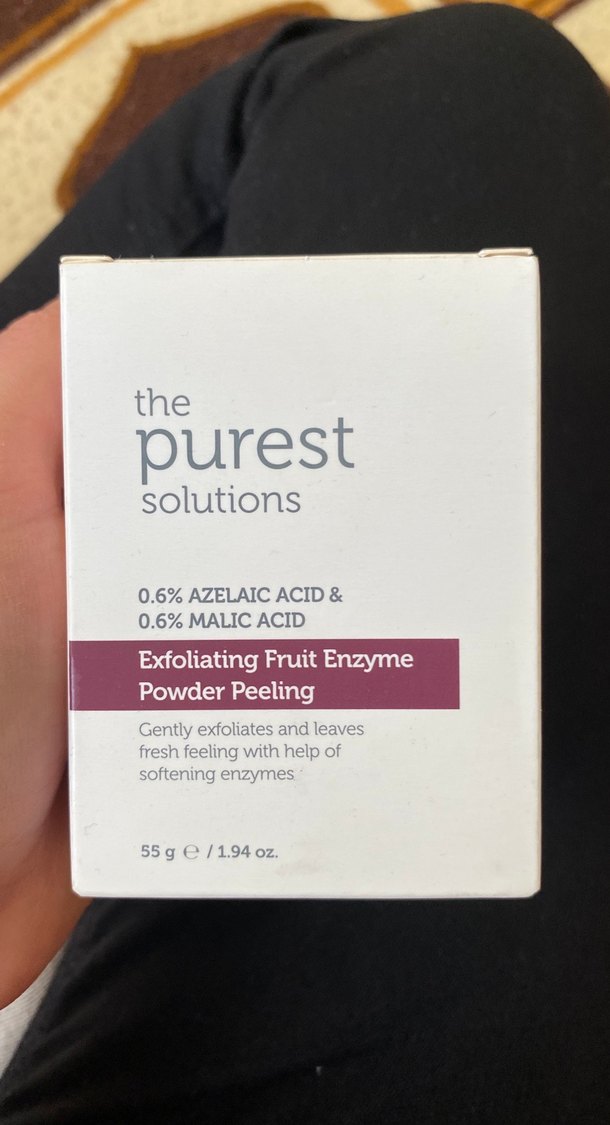 the
purest
solutions
0.6% AZELAIC ACID &
0.6% MALIC ACID
Exfoliating Fruit Enzyme
Powder Peeling
Gently exfoliates and leaves
fresh feeling with help of
softening enzymes
55 g ℮ / 1.94 oz.